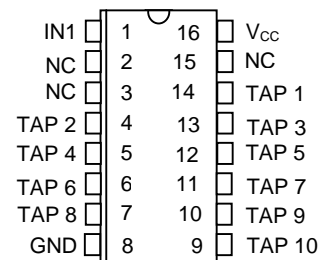 IN1 1 16 VCC
NC 2 15 NC
NC 3 14 TAP 1
TAP 2 4 13 TAP 3
TAP 4 5 12 TAP 5
TAP 6 6 11 TAP 7
TAP 8 7 10 TAP 9
GND 8 9 TAP 10